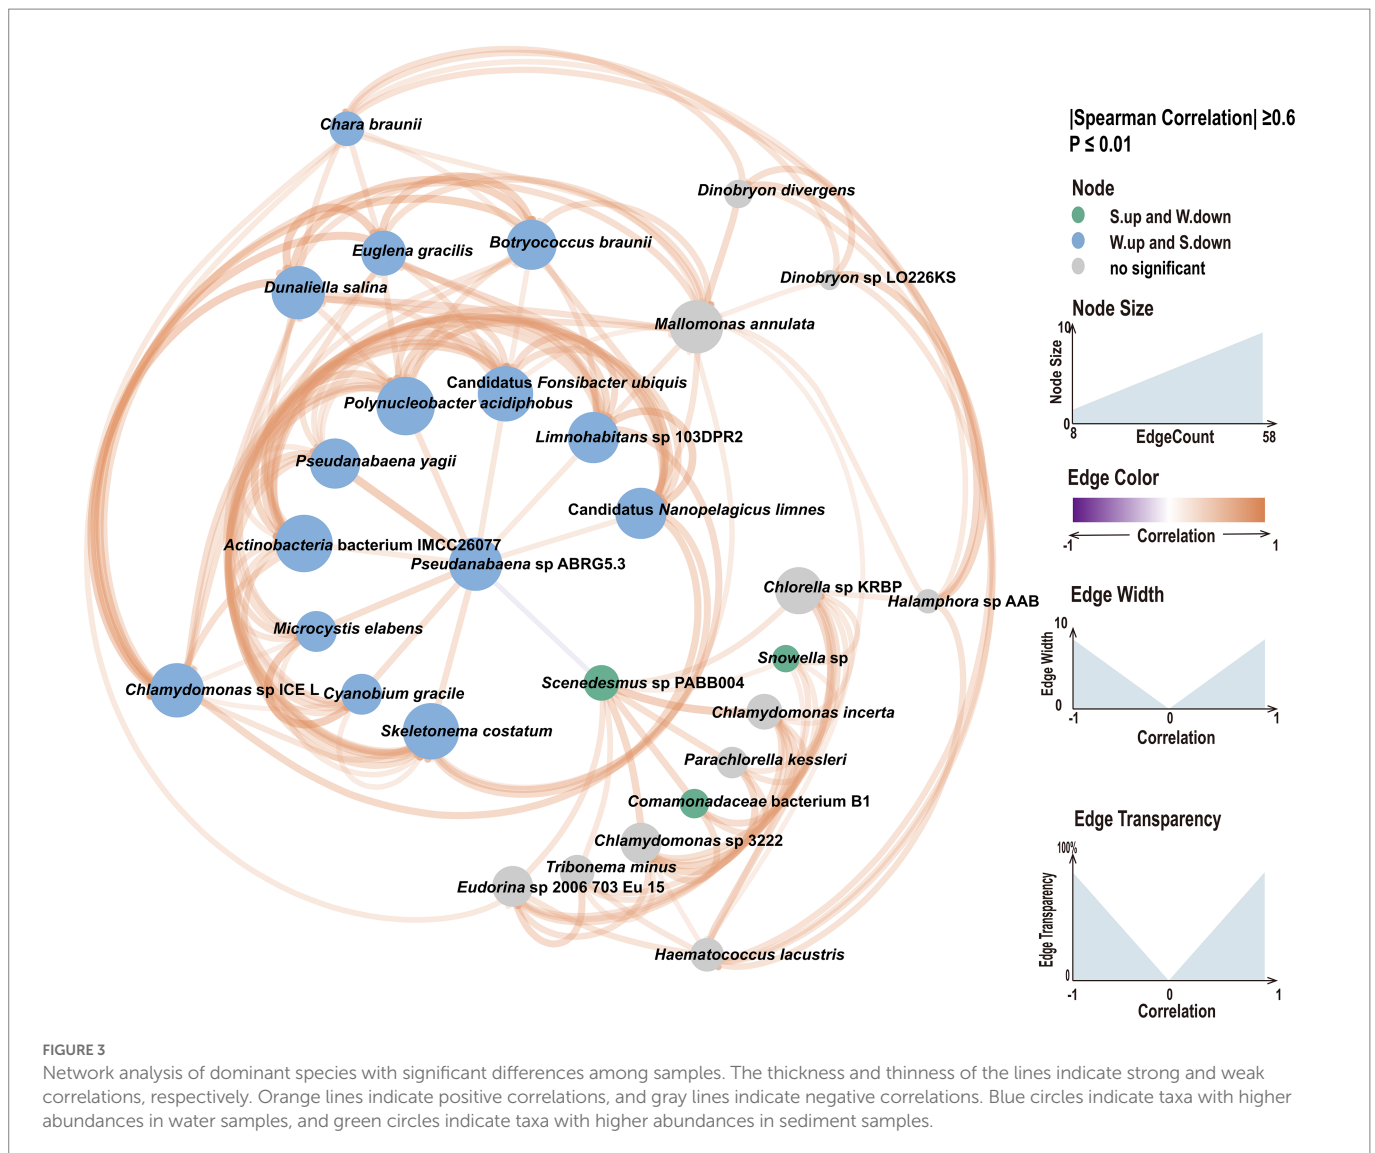 Chara braunii
Dinobryon divergens
Euglena gracilis
Botryococcus braunii
Dinobryon sp LO226KS
Dunaliella salina
Mallomonas annulata
Candidatus Fonsibacter ubiquis
Polynucleobacter acidiphobus
Limnohabitans sp 103DPR2
Pseudanabaena yagii
Candidatus Nanopelagicus limnes
Actinobacteria bacterium IMCC26077
Pseudanabaena sp ABRG5.3
Chlorella sp KRBP
Halamphora sp AAB
Microcystis elabens
Snowella sp
Scenedesmus sp PABB004
Chlamydomonas sp ICE L
Cyanobium gracile
Chlamydomonas incerta
Skeletonema costatum
Parachlorella kessleri
Comamonadaceae bacterium B1
Chlamydomonas sp 3222
Tribonema minus
Eudorina sp 2006 703 Eu 15
Haematococcus lacustris
|Spearman Correlation| ≥0.6
P ≤ 0.01
Node
S.up and W.down
W.up and S.down
no significant
Node Size
10
Node Size
0
8
EdgeCount
58
Edge Color
-1
Correlation
1
Edge Width
10
Edge Width
0
-1
0
1
Correlation
Edge Transparency
100%
Edge Transparency
0
-1
0
1
Correlation
FIGURE 3
Network analysis of dominant species with significant differences among samples. The thickness and thinness of the lines indicate strong and weak
correlations, respectively. Orange lines indicate positive correlations, and gray lines indicate negative correlations. Blue circles indicate taxa with higher
abundances in water samples, and green circles indicate taxa with higher abundances in sediment samples.